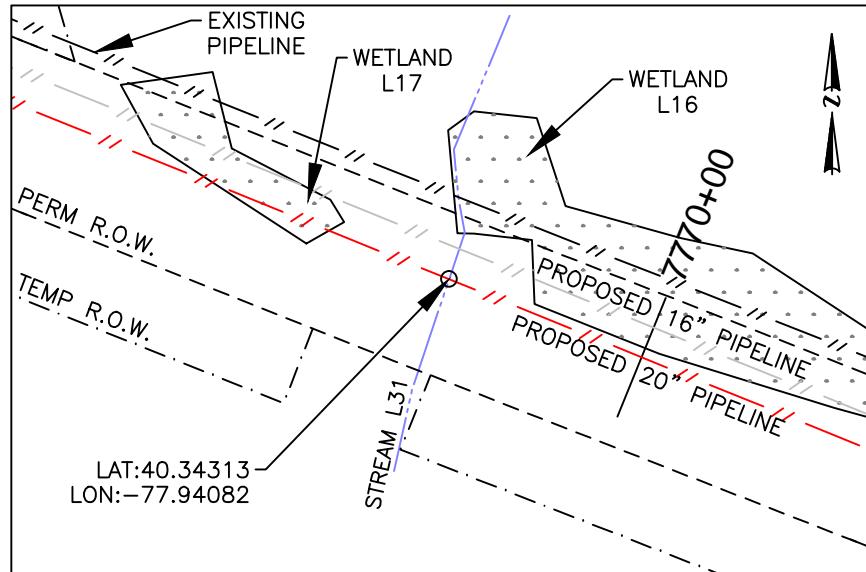 EXISTING
PIPELINE
WETLAND
L17
WETLAND
L16
N
7770+00
PERM R.O.W.
TEMP R.O.W.
PROPOSED 16” PIPELINE
PROPOSED 20” PIPELINE
STREAM L31
LAT:40.34313
LON:−77.94082